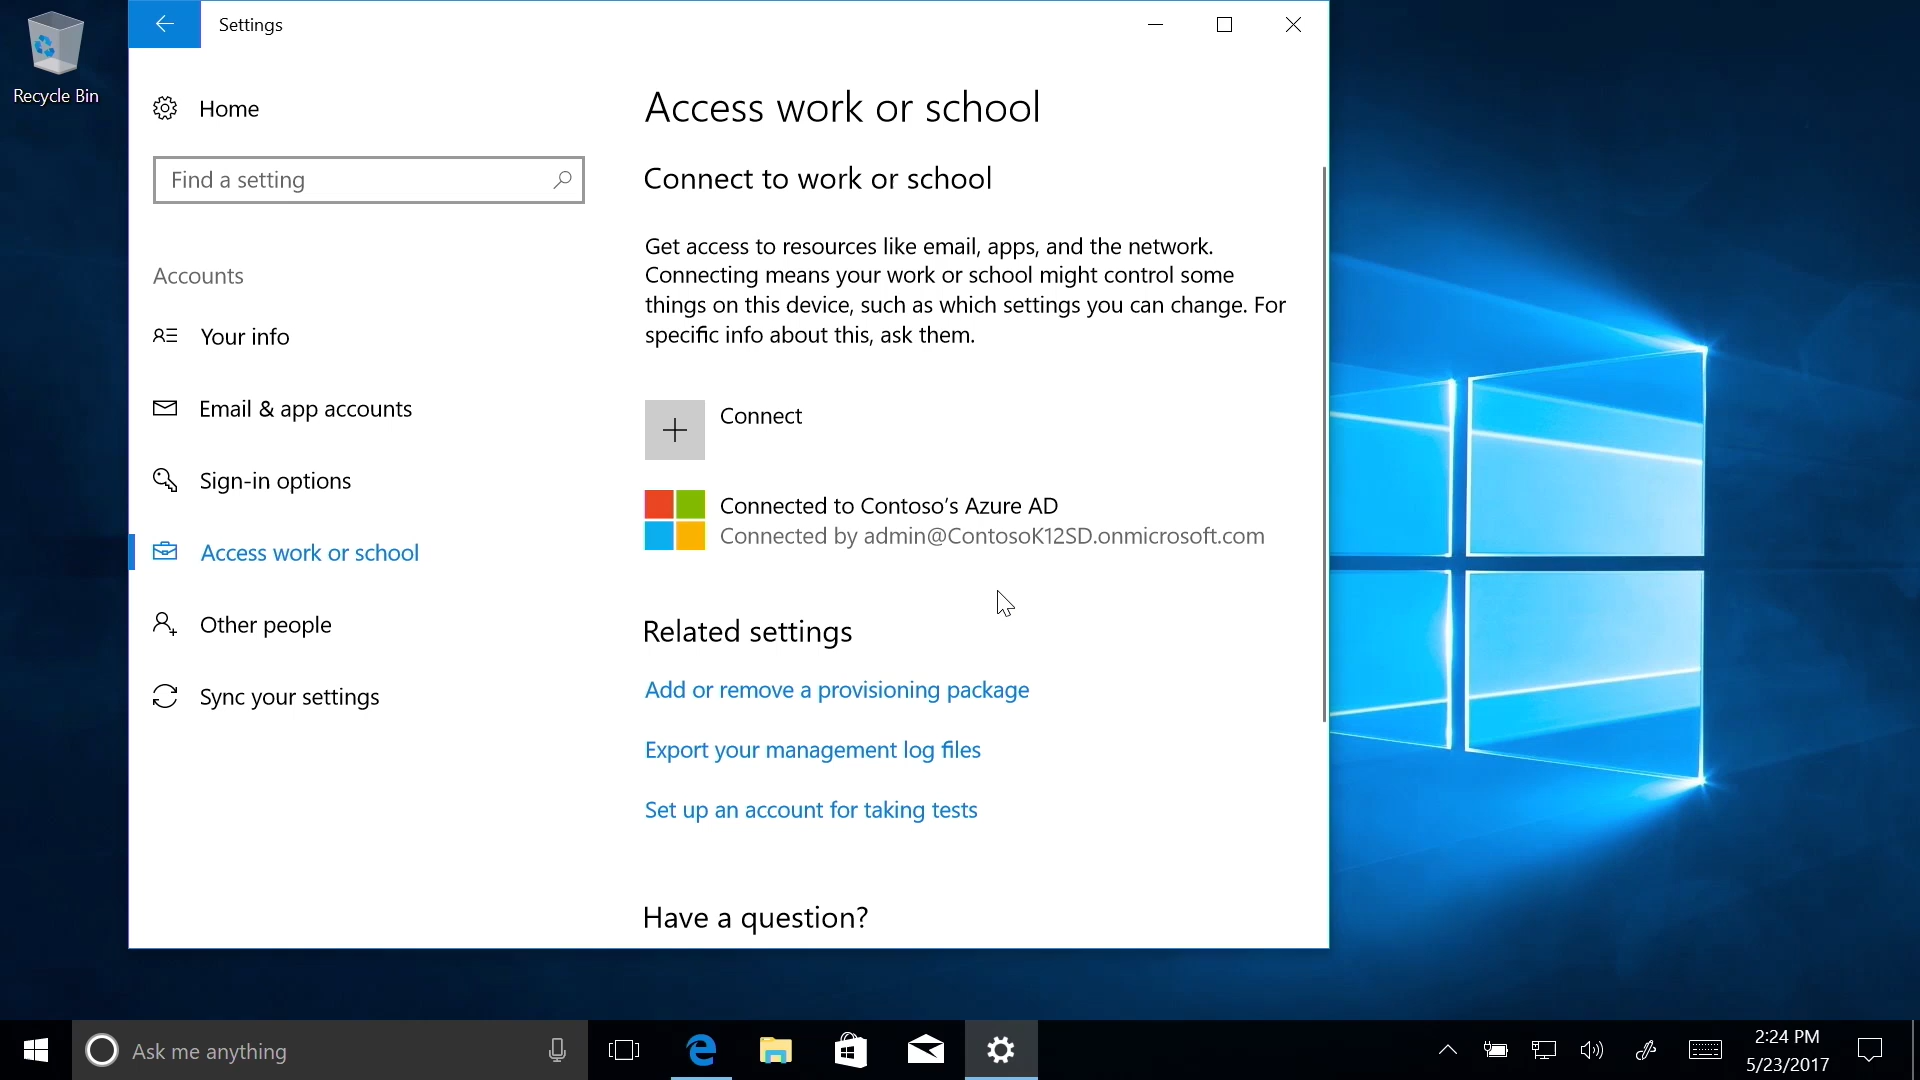 Recycle Bin
Settings
Home
Find a setting
Accounts
Your info
Email & app accounts
Sign-in options
Access work or school
Other people
Sync your settings
Access work or school
Connect to work or school
Get access to resources like email, apps, and the network.
Connecting means your work or school might control some
things on this device, such as which settings you can change. For
specific info about this, ask them.
Connect
Connected to Contoso’s Azure AD
Connected by admin@ContosoK12SD.onmicrosoft.com
Related settings
Add or remove a provisioning package
Export your management log files
Set up an account for taking tests
Have a question?
Ask me anything
2:24 PM
5/23/2017